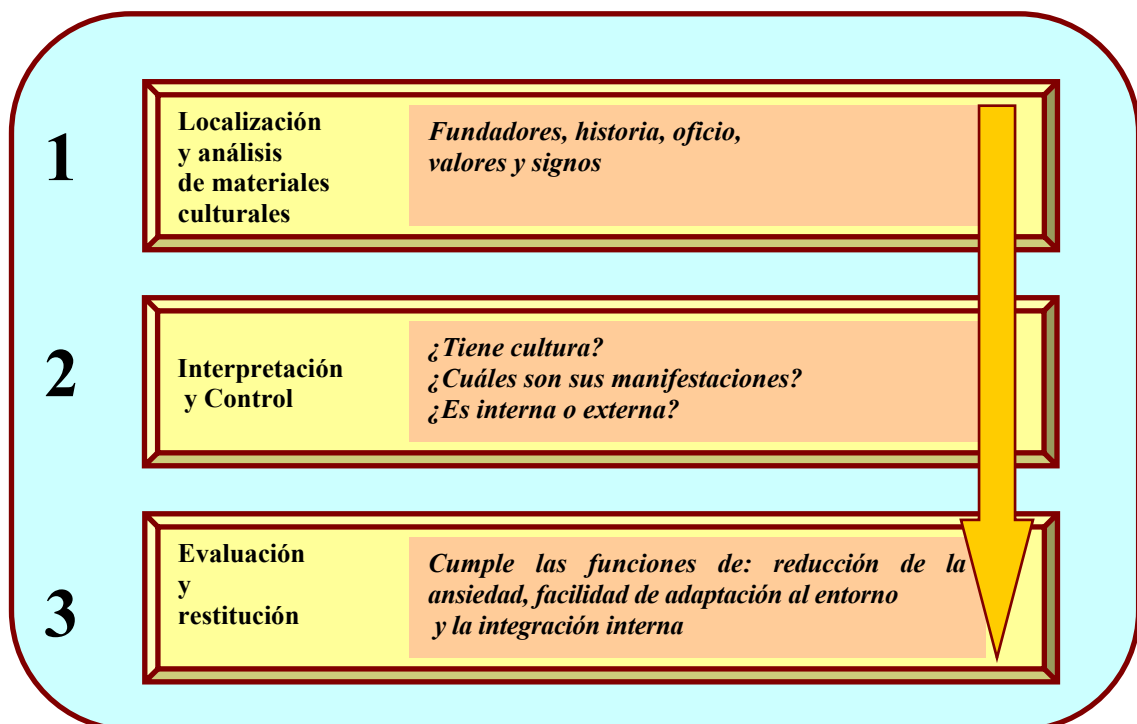 1
Localización
y análisis
de materiales
culturales
Fundadores, historia, oficio,
valores y signos
2
Interpretación
y Control
¿Tiene cultura?
¿Cuáles son sus manifestaciones?
¿Es interna o externa?
3
Evaluación
y
restitución
Cumple las funciones de: reducción de la
ansiedad, facilidad de adaptación al entorno
y la integración interna